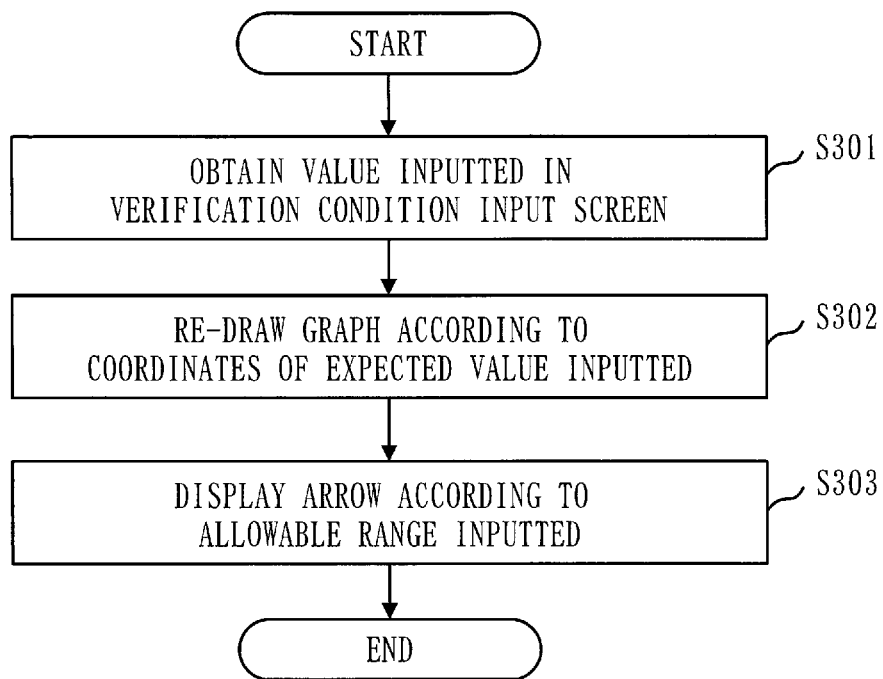 START
S301
OBTAIN VALUE INPUTTED IN
VERIFICATION CONDITION INPUT SCREEN
S302
RE-DRAW GRAPH ACCORDING TO
COORDINATES OF EXPECTED VALUE INPUTTED
S303
DISPLAY ARROW ACCORDING TO
ALLOWABLE RANGE INPUTTED
END